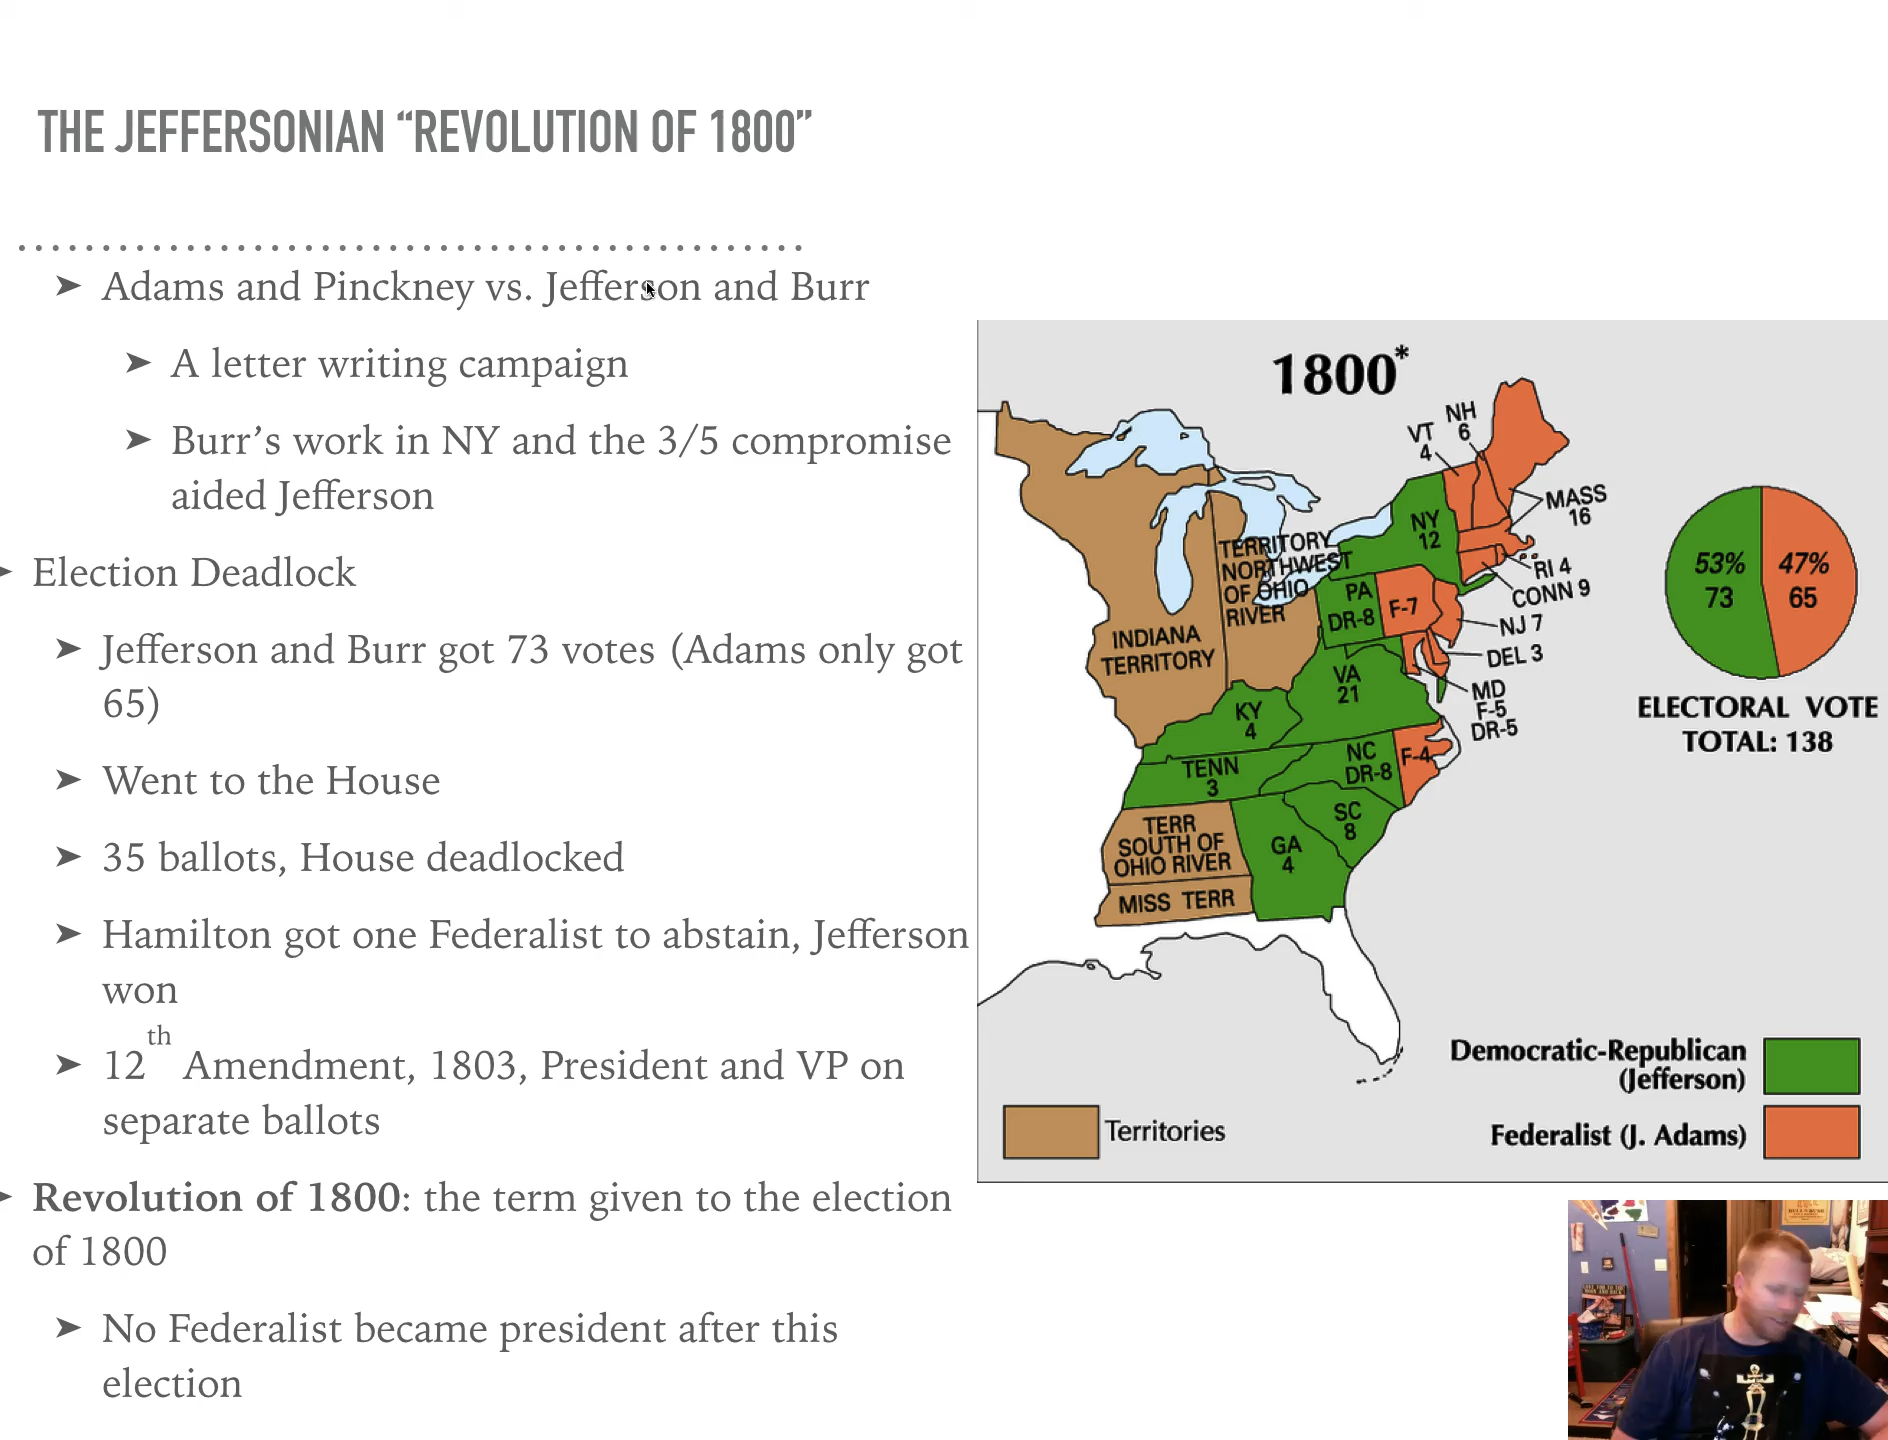 THE JEFFERSONIAN “REVOLUTION OF 1800”
➤ Adams and Pinckney vs. Jefferson and Burr
➤ A letter writing campaign
➤ Burr’s work in NY and the 3/5 compromise
aided Jefferson
Election Deadlock
➤ Jefferson and Burr got 73 votes (Adams only got
65)
➤ Went to the House
➤ 35 ballots, House deadlocked
➤ Hamilton got one Federalist to abstain, Jefferson
won
➤ 12th Amendment, 1803, President and VP on
separate ballots
Revolution of 1800: the term given to the election
of 1800
➤ No Federalist became president after this
election
1800*
NH
6
VT
4
MASS
16
NY
12
RI 4
CONN 9
TERRITORY
NORTHWEST
OF OHIO
RIVER
PA
DR-8
F-7
NJ 7
DEL 3
MD
F-5
DR-5
INDIANA
TERRITORY
VA
21
KY
4
NC
DR-8
F-4
TENN
3
SC
8
GA
4
TERR
SOUTH OF
OHIO RIVER
MISS TERR
53%
73
47%
65
ELECTORAL VOTE
TOTAL: 138
Democratic-Republican
(Jefferson)
Federalist (J. Adams)
Territories